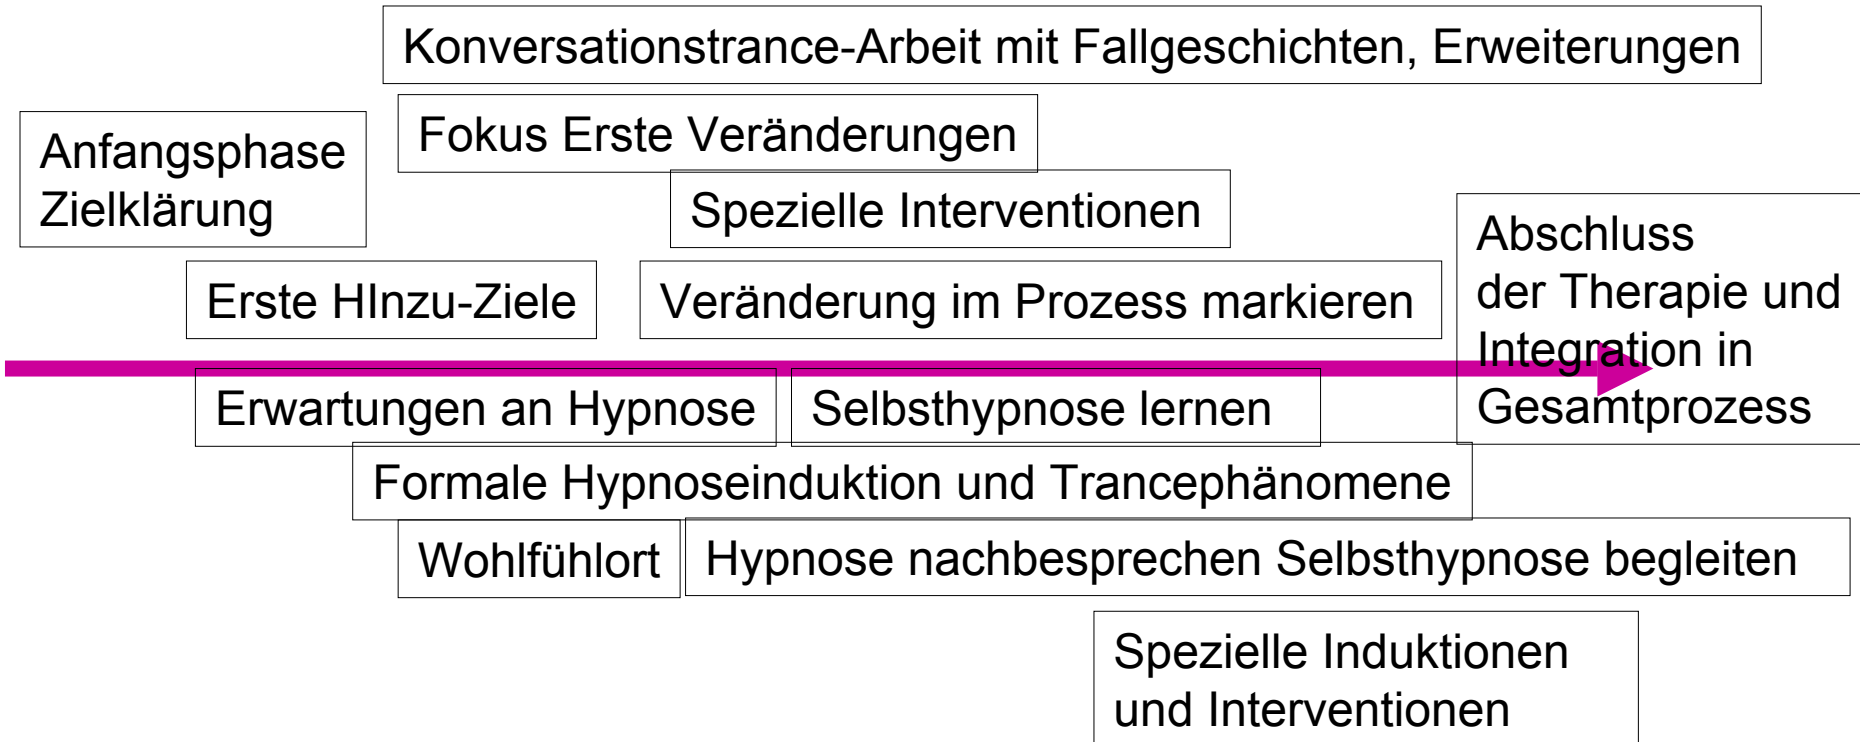 Konversationstrance-Arbeit mit Fallgeschichten, Erweiterungen
Anfangsphase
Zielklärung
Fokus Erste Veränderungen
Spezielle Interventionen
Erste HInzu-Ziele
Veränderung im Prozess markieren
Abschluss
der Therapie und
Integration in
Gesamtprozess
Erwartungen an Hypnose
Selbsthypnose lernen
Formale Hypnoseinduktion und Trancephänomene
Wohlfühlort
Hypnose nachbesprechen Selbsthypnose begleiten
Spezielle Induktionen
und Interventionen